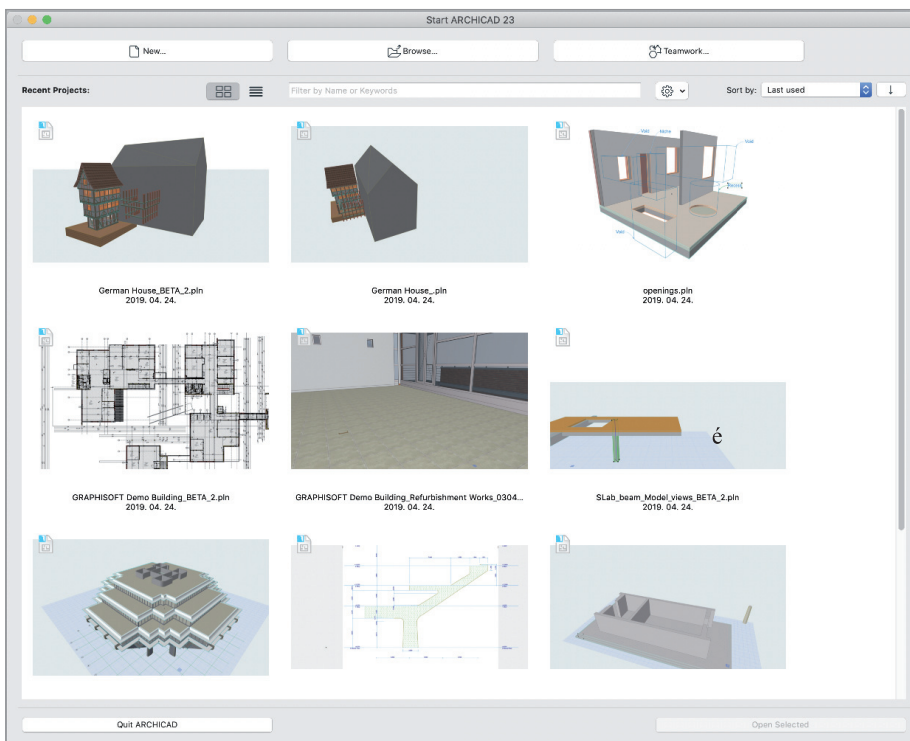 Start ARCHICAD 23
New...
Browse...
Teamwork...
Recent Projects:
Filter by Name or Keywords
Sort by:
Last used
German House_BETA_2.pln
2019. 04. 24.
German House_.pln
2019. 04. 24.
openings.pln
2019. 04. 24.
GRAPHISOFT Demo Building_BETA_2.pln
2019. 04. 24.
GRAPHISOFT Demo Building_Refurbishment Works_0304...
2019. 04. 24.
é
SLab_beam_Model_views_BETA_2.pln
2019. 04. 24.
Quit ARCHICAD
Open Selected